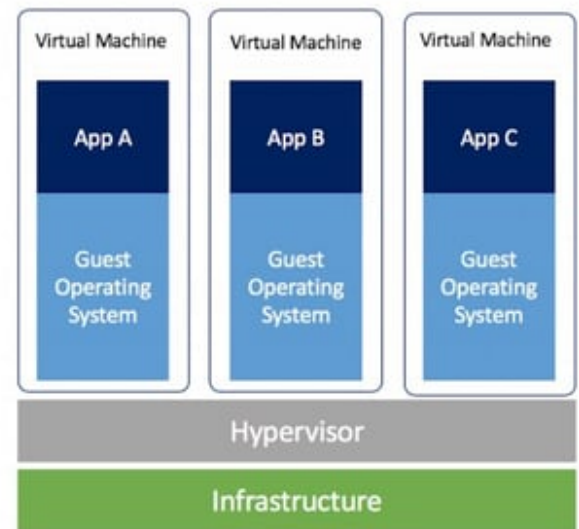 Virtual Machine
App A
Guest
Operating
System
Virtual Machine
App B
Guest
Operating
System
Virtual Machine
App C
Guest
Operating
System
Hypervisor
Infrastructure